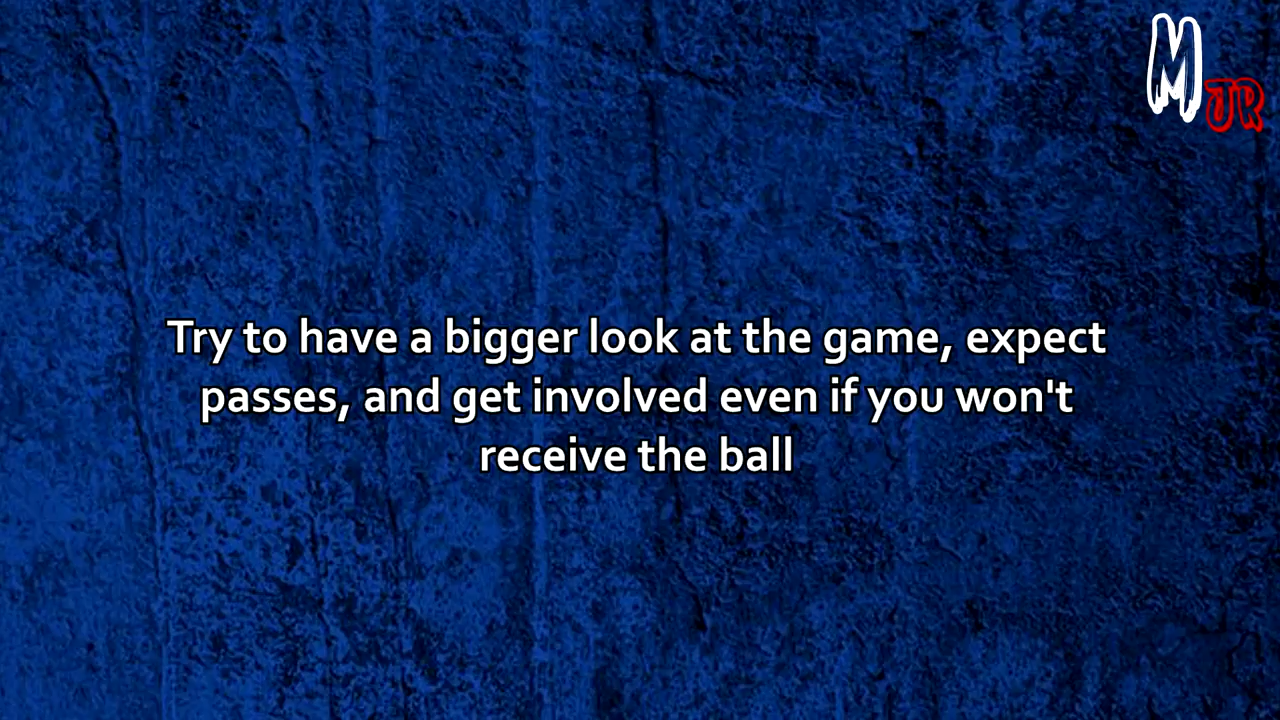 M
JR
Try to have a bigger look at the game, expect
passes, and get involved even if you won't
receive the ball